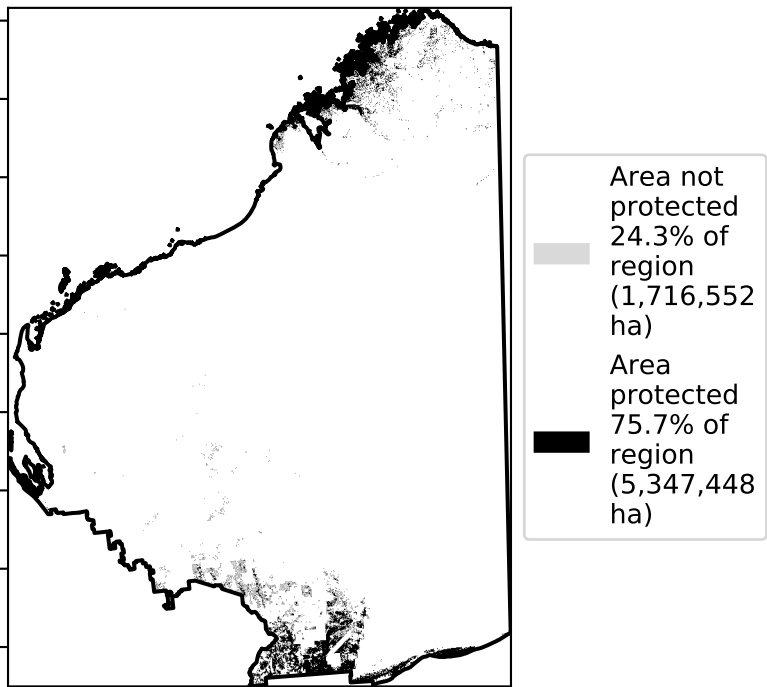 Area not
protected
24.3% of
region
(1,716,552
ha)
Area
protected
75.7% of
region
(5,347,448
ha)